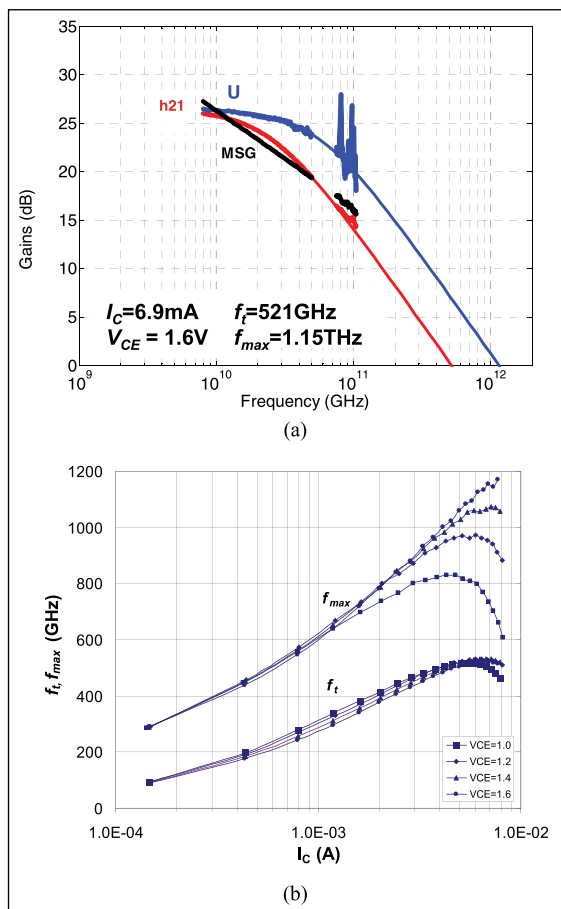 (a)
35
30
25
20
15
10
5
0
Gains (dB)
U
h21
MSG
I_C=6.9mA f_t=521GHz
V_CE = 1.6V f_max=1.15THz
10^9 10^10 10^11 10^12
Frequency (GHz)
(a)
1200
1000
800
600
400
200
0
f_t, f_max (GHz)
f_max
f_t
VCE=1.0
VCE=1.2
VCE=1.4
VCE=1.6
1.0E-04 1.0E-03 1.0E-02
I_C (A)
(b)